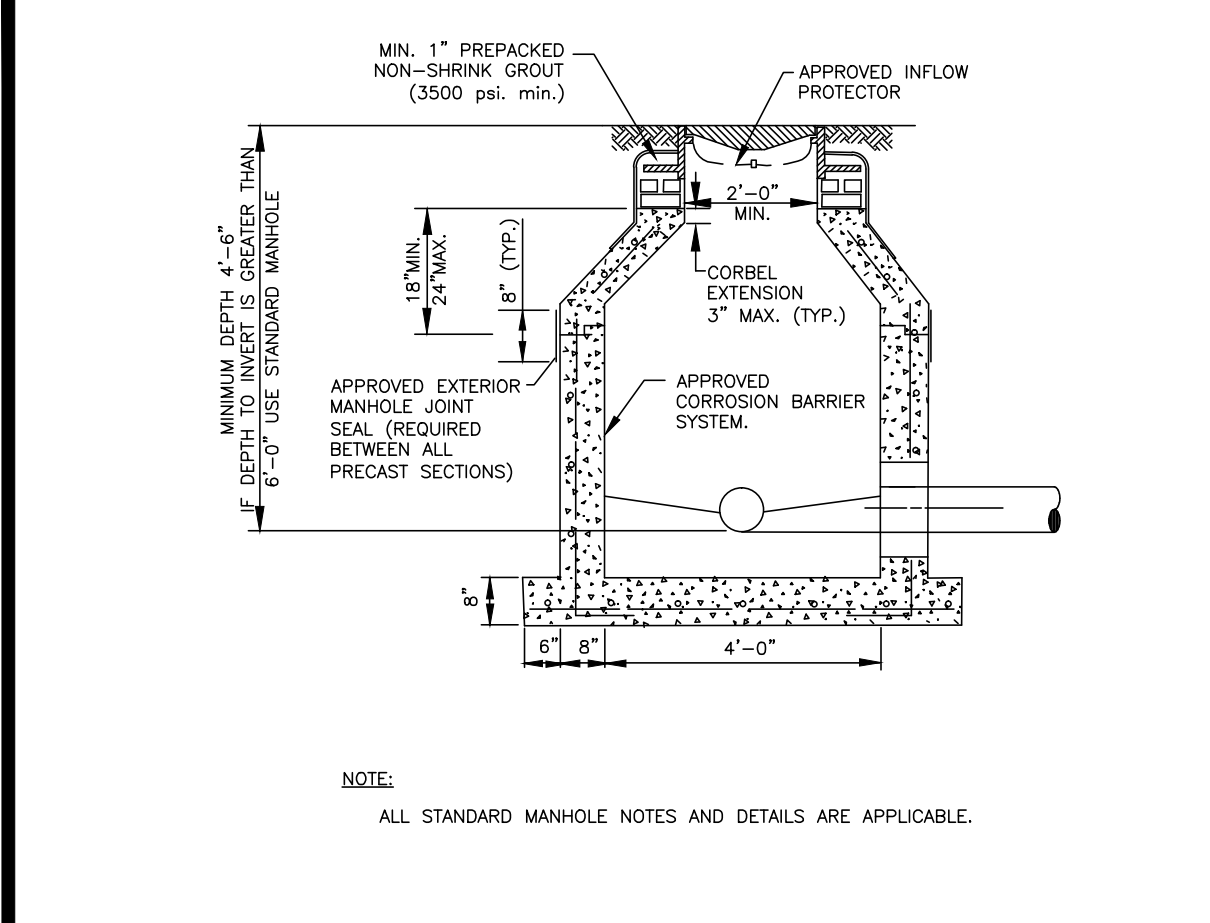 MIN. 1" PREPACKED
NON-SHRINK GROUT
(3500 psi. min.)
APPROVED INFLOW
PROTECTOR
MINIMUM DEPTH 4'-6"
IF DEPTH TO INVERT IS GREATER THAN
6'-0" USE STANDARD MANHOLE
18"MIN.
24"MAX.
8" (TYP.)
2'-0"
MIN.
CORBEL
EXTENSION
3" MAX. (TYP.)
APPROVED EXTERIOR
MANHOLE JOINT
SEAL (REQUIRED
BETWEEN ALL
PRECAST SECTIONS)
APPROVED
CORROSION BARRIER
SYSTEM.
8"
6"
8"
4'-0"
NOTE:
ALL STANDARD MANHOLE NOTES AND DETAILS ARE APPLICABLE.